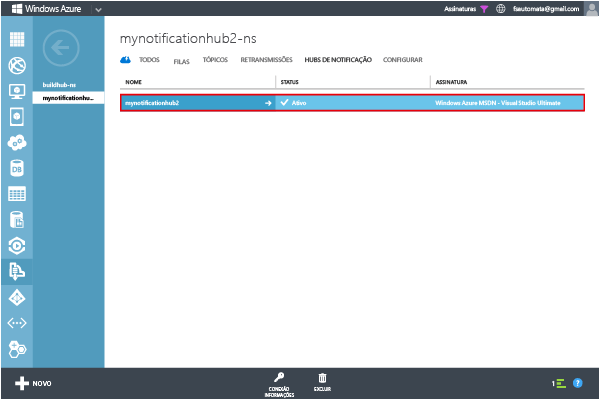 Windows Azure
Assinaturas
fsautomata@gmail.com
mynotificationhub2-ns
TODOS FILAS TÓPICOS RETRANSMISSÕES HUBS DE NOTIFICAÇÃO CONFIGURAR
buildhub-ns
mynotificationhu...
NOME STATUS ASSINATURA
mynotificationhub2 Ativo Windows Azure MSDN - Visual Studio Ultimate
DB
NOVO
CONEXÃO
INFORMAÇÕES
EXCLUIR
1
?